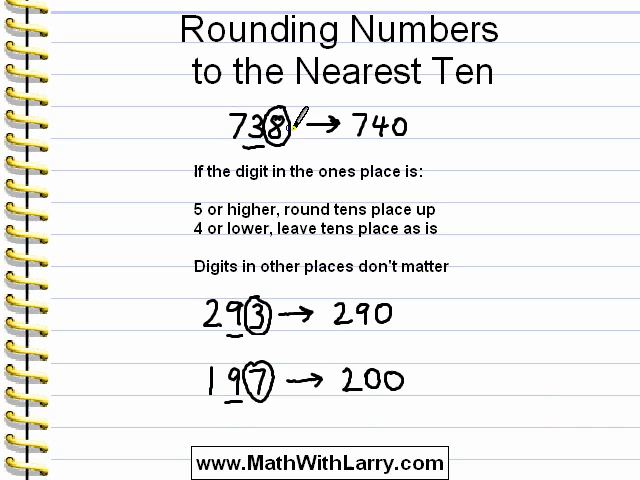 Rounding Numbers
to the Nearest Ten
738 → 740
If the digit in the ones place is:
5 or higher, round tens place up
4 or lower, leave tens place as is
Digits in other places don't matter
293 → 290
197 → 200
www.MathWithLarry.com